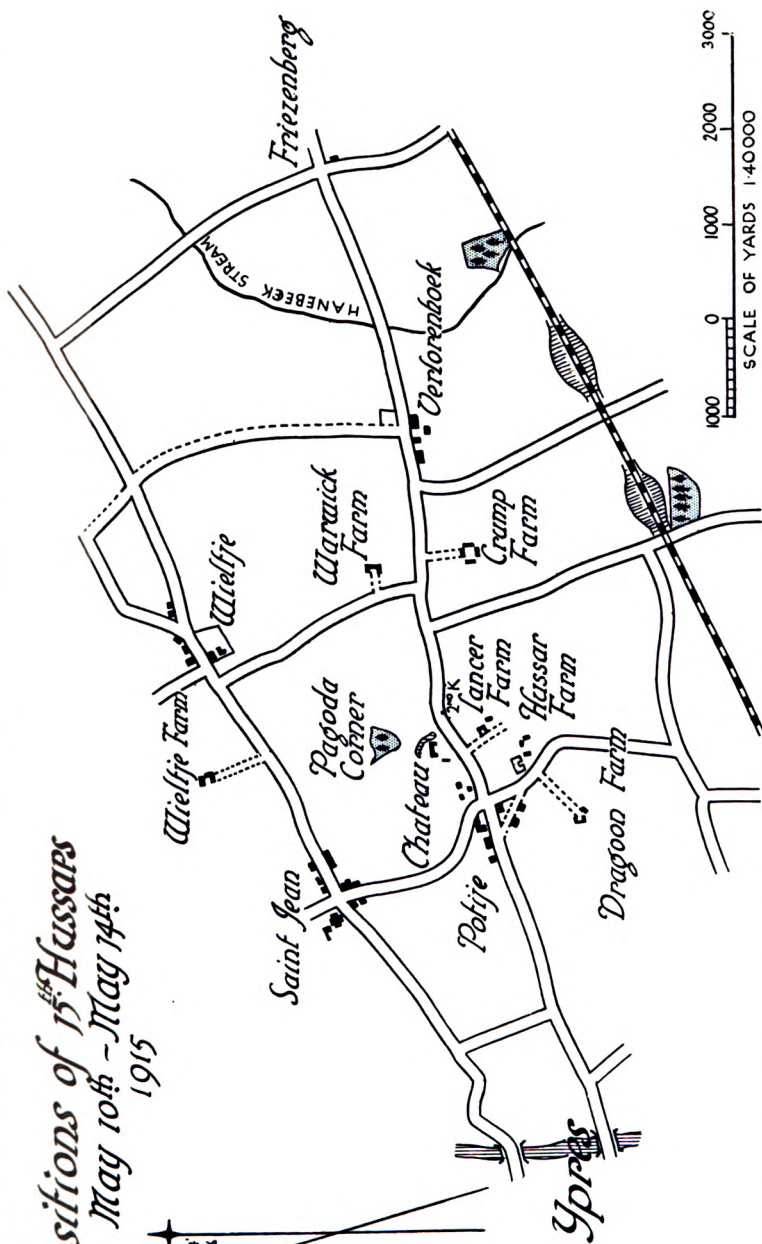 sitions of 15th Hussars
May 10th ~ May 14th
1915
Friezenberg
HANEBEEK STREAM
Verlorenhoek
Wieltje
Warwick
Farm
Cramp
Farm
Wieltje Farm
Pagoda
Corner
Lancer
Farm
Hussar
Farm
Chateau
Saint Jean
Potije
Dragoon Farm
Ypres
1000 0 1000 2000 3000
SCALE OF YARDS 1·40000